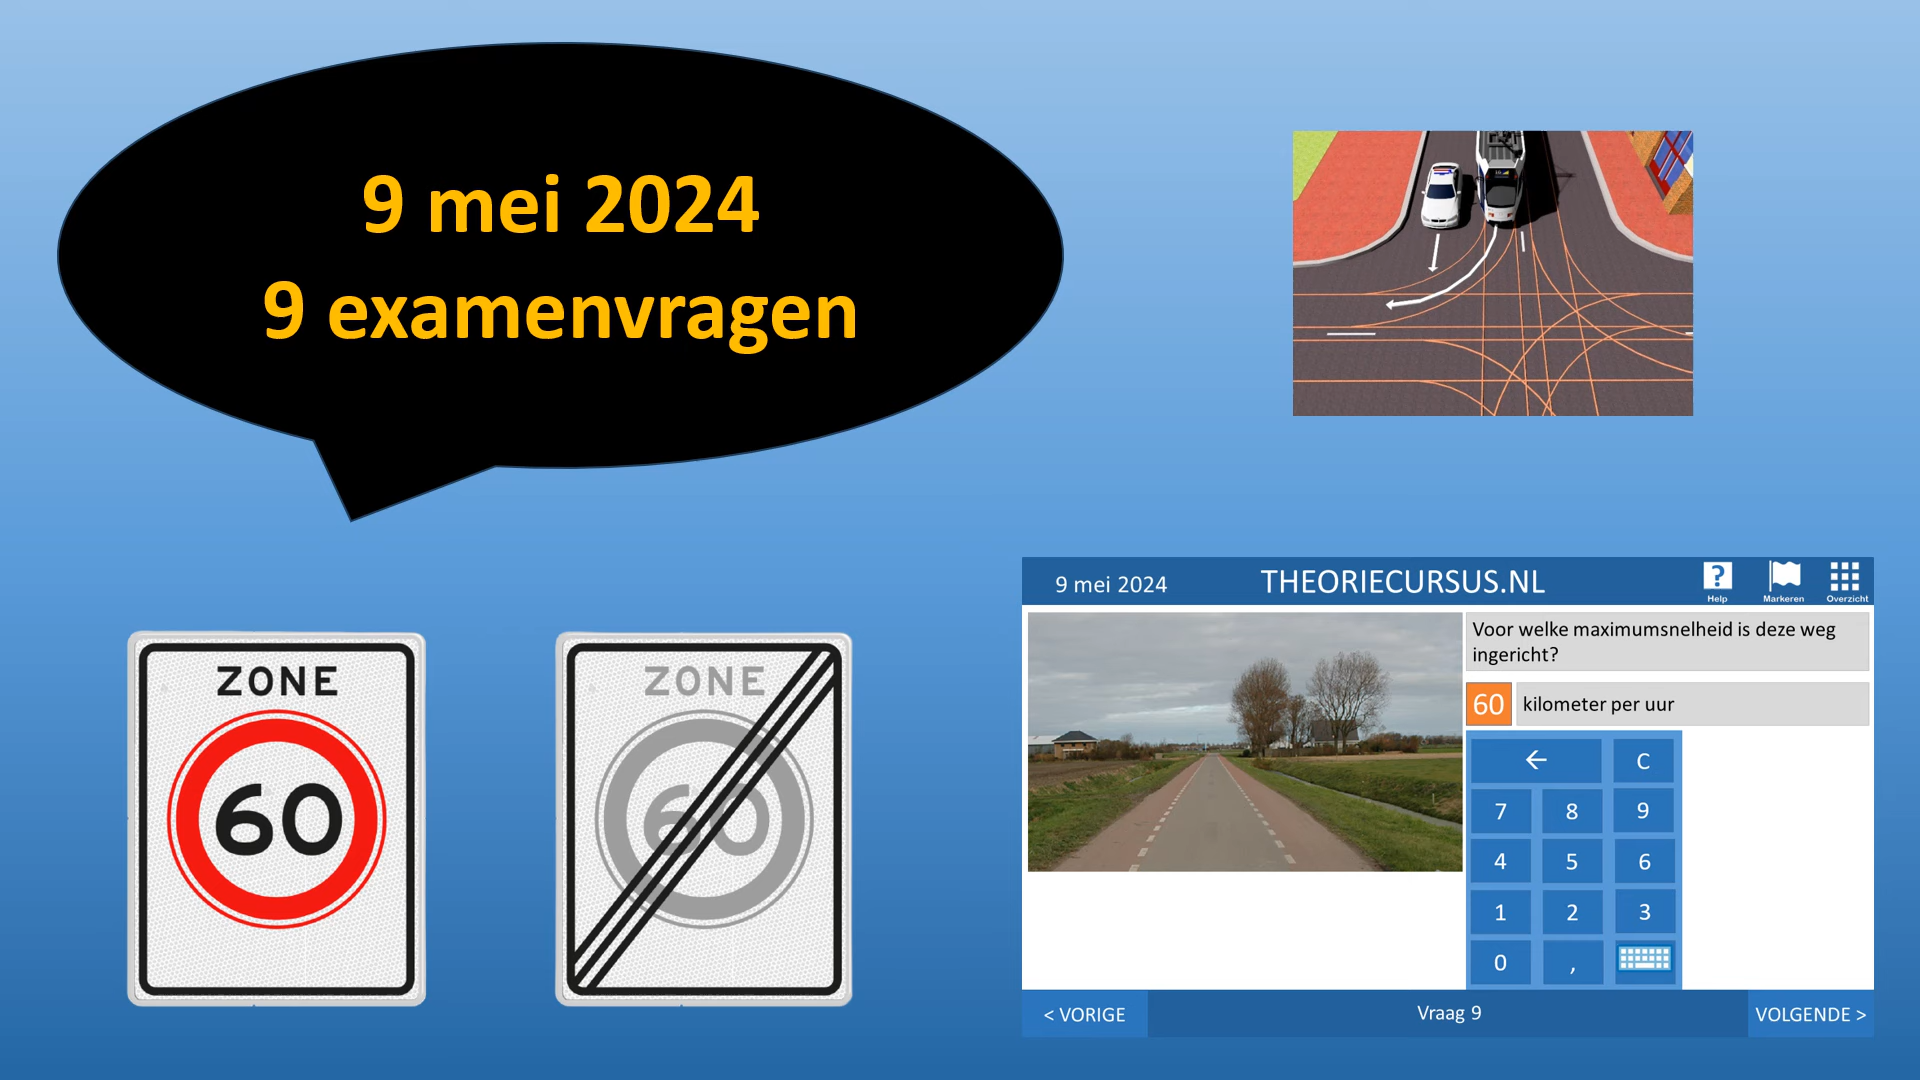 9 mei 2024
9 examenvragen
ZONE
60
ZONE
60
9 mei 2024
THEORIECURSUS.NL
Help
Markeren
Overzicht
Voor welke maximumsnelheid is deze weg
ingericht?
60
kilometer per uur
← C
7 8 9
4 5 6
1 2 3
0 ,
< VORIGE
Vraag 9
VOLGENDE >